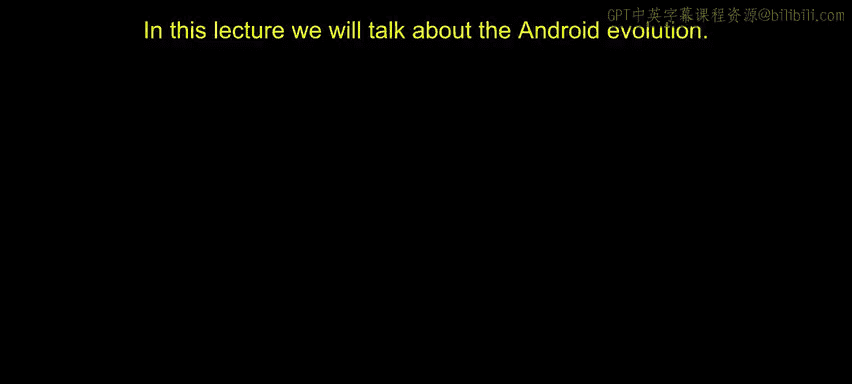 GPT中英字幕课程资源@bilibili.com
In this lecture we will talk about the Android evolution.